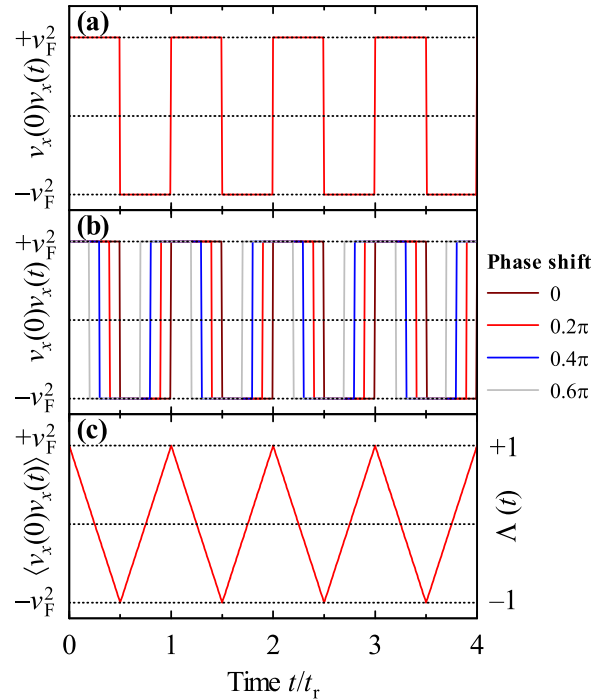 (a)
+v_F^2
v_x(0)v_x(t)
−v_F^2
(b)
+v_F^2
v_x(0)v_x(t)
−v_F^2
Phase shift
0
0.2π
0.4π
0.6π
(c)
+v_F^2
⟨v_x(0)v_x(t)⟩
−v_F^2
+1
Λ (t)
−1
0 1 2 3 4
Time t/t_r